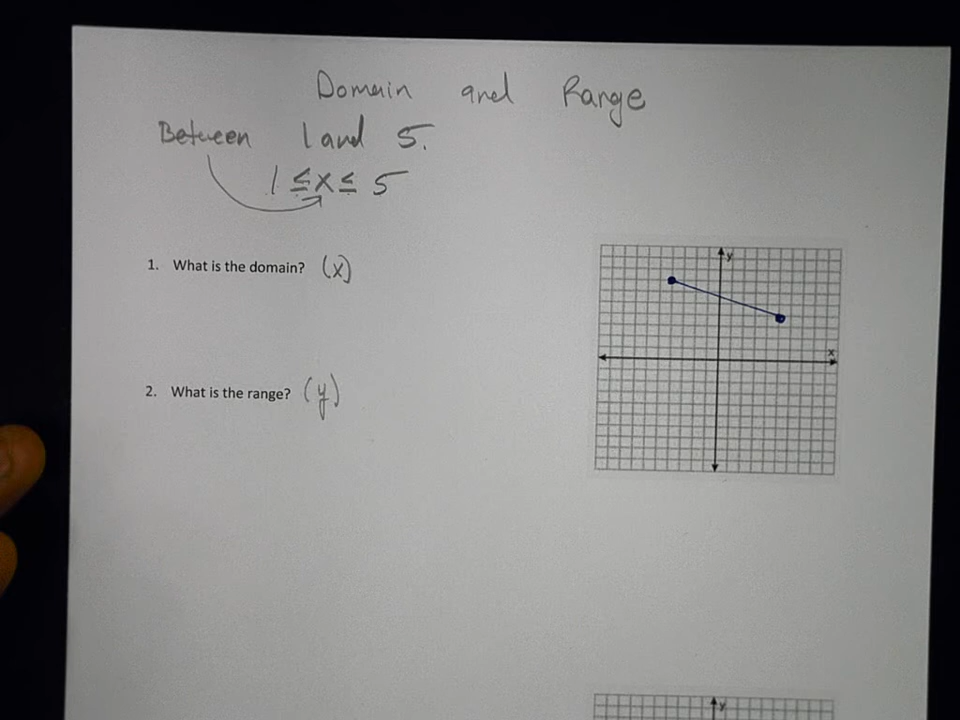 Domain and Range
Between 1 and 5.
1 ≤ x ≤ 5
1. What is the domain? (x)
y
x
2. What is the range? (y)
y